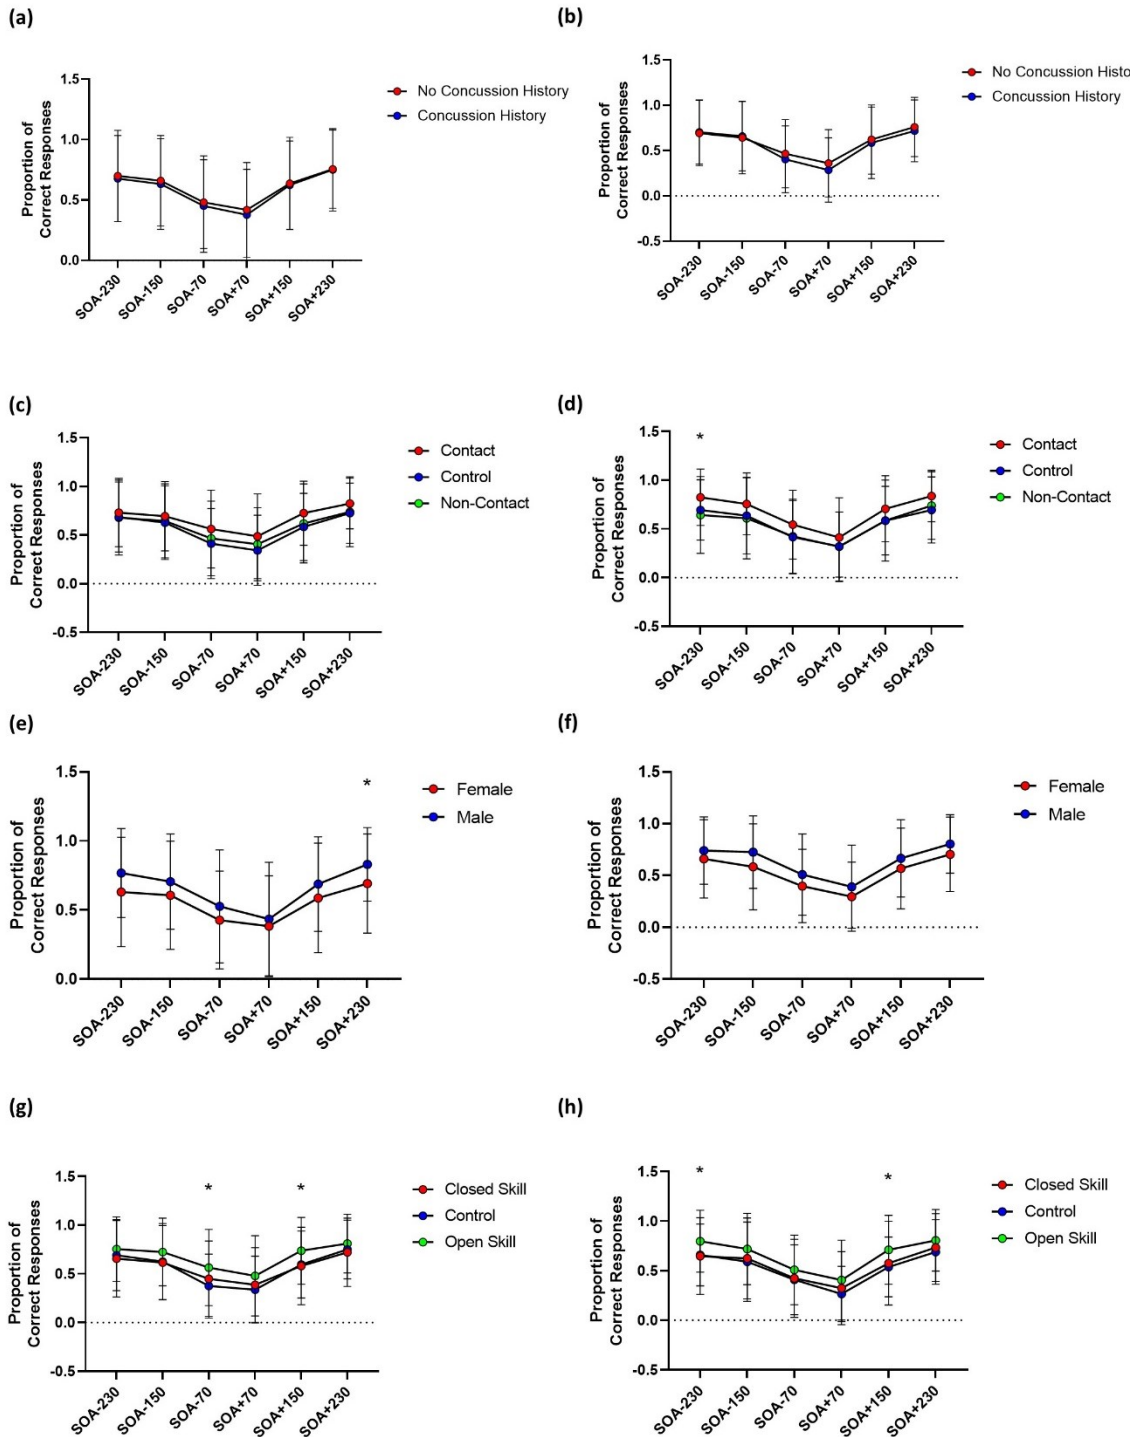 (a)
1.5
1.0
0.5
0.0
Proportion of
Correct Responses
No Concussion History
Concussion History
SOA-230
SOA-150
SOA-70
SOA+70
SOA+150
SOA+230
(b)
1.5
1.0
0.5
0.0
-0.5
Proportion of
Correct Responses
No Concussion Histo
Concussion History
SOA-230
SOA-150
SOA-70
SOA+70
SOA+150
SOA+230
(c)
1.5
1.0
0.5
0.0
-0.5
Proportion of
Correct Responses
Contact
Control
Non-Contact
SOA-230
SOA-150
SOA-70
SOA+70
SOA+150
SOA+230
(d)
1.5
1.0
0.5
0.0
-0.5
Proportion of
Correct Responses
*
Contact
Control
Non-Contact
SOA-230
SOA-150
SOA-70
SOA+70
SOA+150
SOA+230
(e)
1.5
1.0
0.5
0.0
Proportion of
Correct Responses
*
Female
Male
SOA-230
SOA-150
SOA-70
SOA+70
SOA+150
SOA+230
(f)
1.5
1.0
0.5
0.0
-0.5
Proportion of
Correct Responses
Female
Male
SOA-230
SOA-150
SOA-70
SOA+70
SOA+150
SOA+230
(g)
1.5
1.0
0.5
0.0
-0.5
Proportion of
Correct Responses
* *
Closed Skill
Control
Open Skill
SOA-230
SOA-150
SOA-70
SOA+70
SOA+150
SOA+230
(h)
1.5
1.0
0.5
0.0
-0.5
Proportion of
Correct Responses
* *
Closed Skill
Control
Open Skill
SOA-230
SOA-150
SOA-70
SOA+70
SOA+150
SOA+230